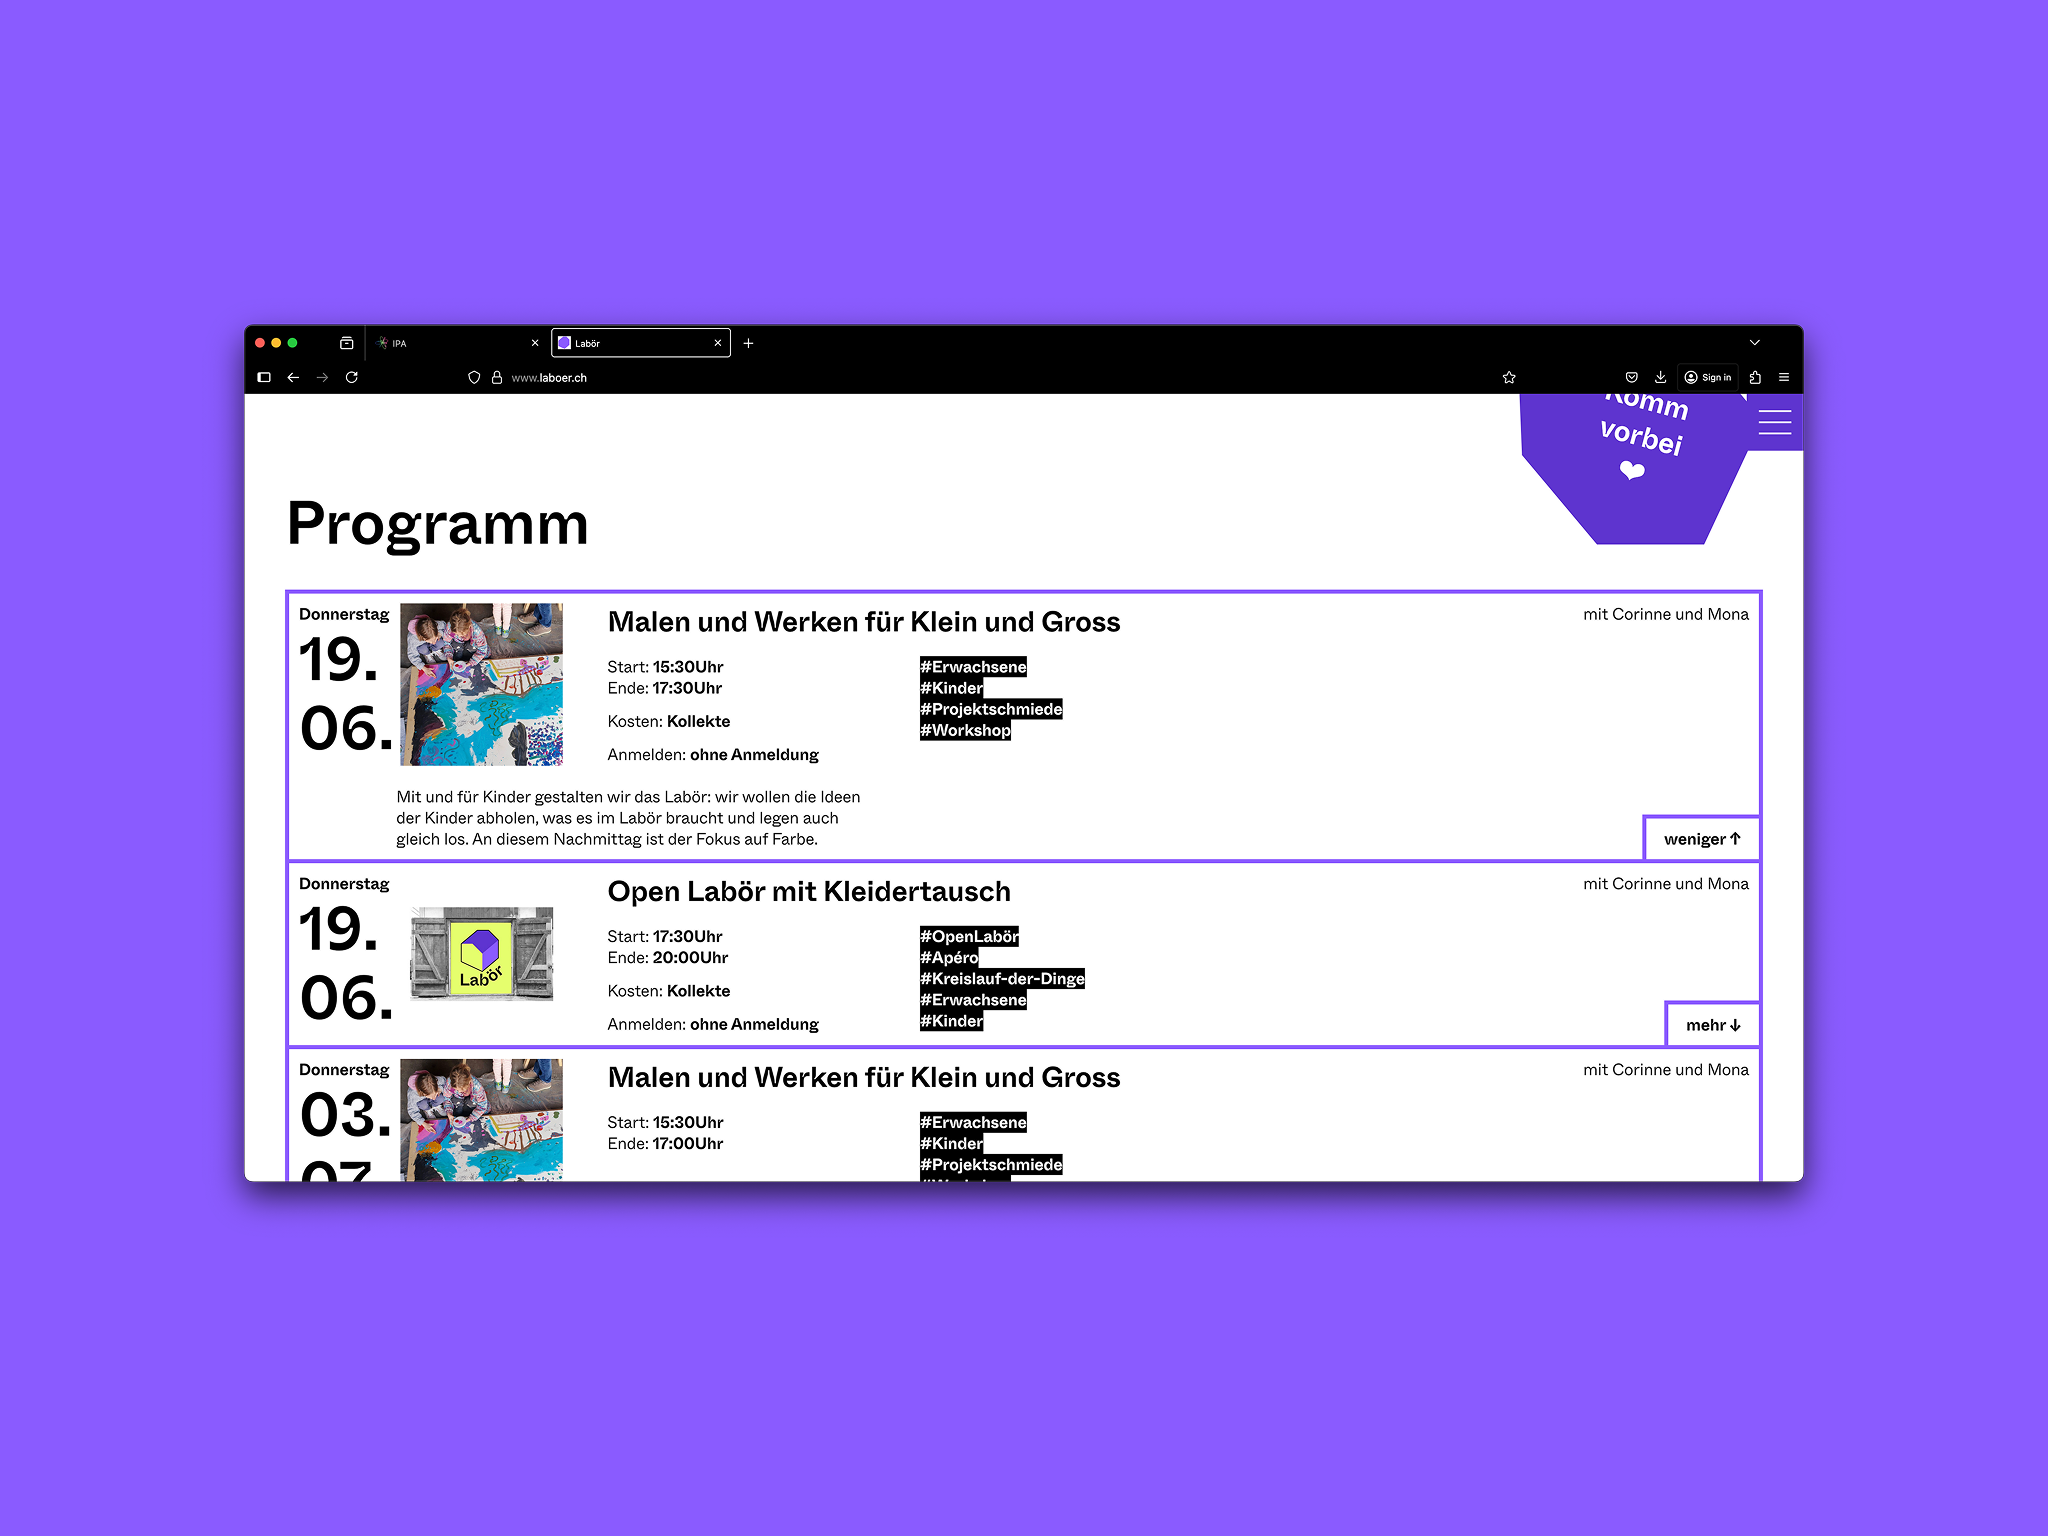 IPA
Labör
www.laboer.ch
Sign in
Komm
vorbei
❤
Programm
Donnerstag
19.
06.
Malen und Werken für Klein und Gross
mit Corinne und Mona
Start: 15:30Uhr
Ende: 17:30Uhr
Kosten: Kollekte
Anmelden: ohne Anmeldung
#Erwachsene
#Kinder
#Projektschmiede
#Workshop
Mit und für Kinder gestalten wir das Labör: wir wollen die Ideen
der Kinder abholen, was es im Labör braucht und legen auch
gleich los. An diesem Nachmittag ist der Fokus auf Farbe.
weniger ↑
Donnerstag
19.
06.
Labör
Open Labör mit Kleidertausch
mit Corinne und Mona
Start: 17:30Uhr
Ende: 20:00Uhr
Kosten: Kollekte
Anmelden: ohne Anmeldung
#OpenLabör
#Apéro
#Kreislauf-der-Dinge
#Erwachsene
#Kinder
mehr ↓
Donnerstag
03.
07.
Malen und Werken für Klein und Gross
mit Corinne und Mona
Start: 15:30Uhr
Ende: 17:00Uhr
#Erwachsene
#Kinder
#Projektschmiede